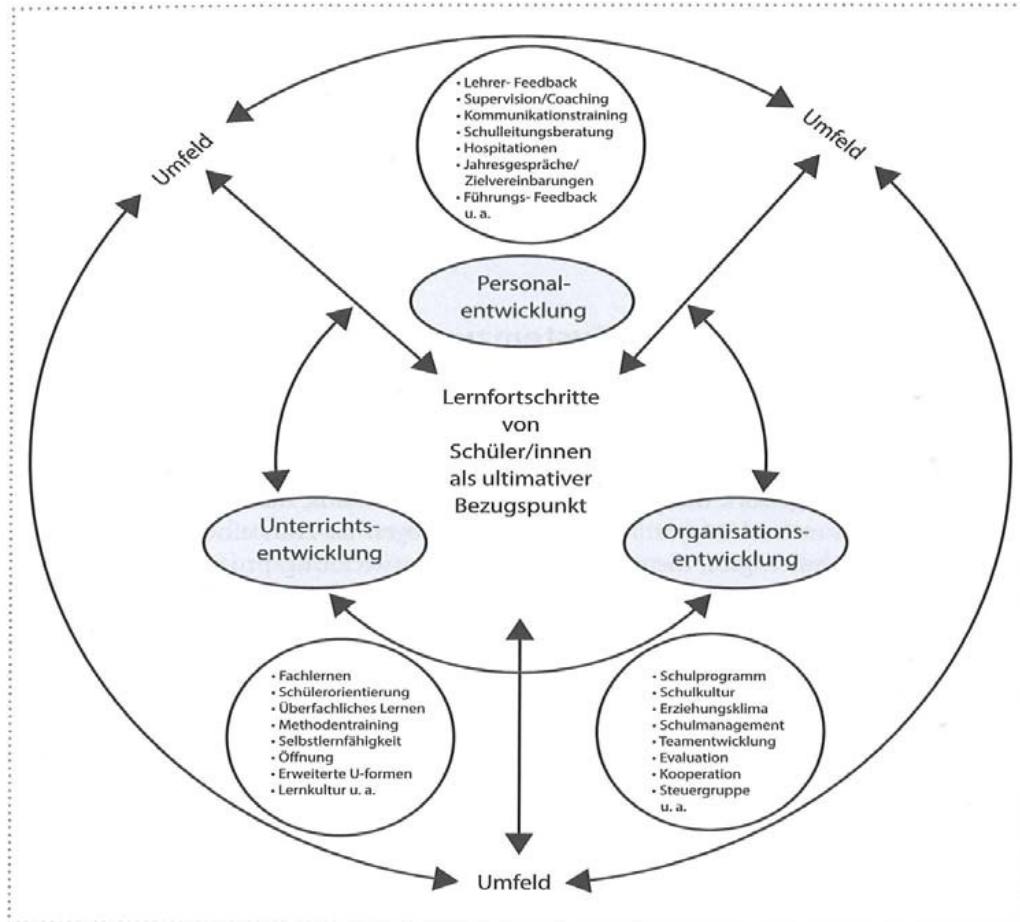 • Lehrer- Feedback
• Supervision/Coaching
• Kommunikationstraining
• Schulleitungsberatung
• Hospitationen
• Jahresgespräche/
Zielvereinbarungen
• Führungs- Feedback
u. a.
Umfeld
Umfeld
Personal-
entwicklung
Lernfortschritte
von
Schüler/innen
als ultimativer
Bezugspunkt
Unterrichts-
entwicklung
Organisations-
entwicklung
• Fachlernen
• Schülerorientierung
• Überfachliches Lernen
• Methodentraining
• Selbstlernfähigkeit
• Öffnung
• Erweiterte U-formen
• Lernkultur u. a.
• Schulprogramm
• Schulkultur
• Erziehungsklima
• Schulmanagement
• Teamentwicklung
• Evaluation
• Kooperation
• Steuergruppe
u. a.
Umfeld